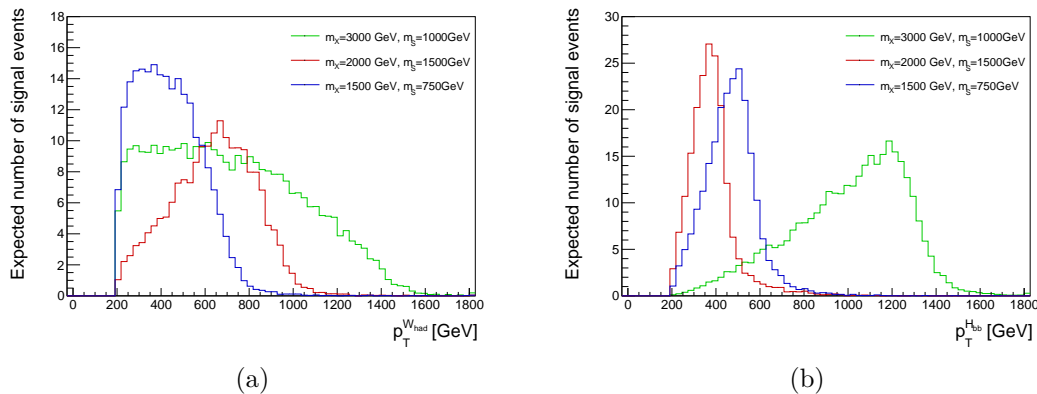 Expected number of signal events
18
16
14
12
10
8
6
4
2
0
0 200 400 600 800 1000 1200 1400 1600 1800
p_T^{W_had} [GeV]
m_X=3000 GeV, m_S=1000GeV
m_X=2000 GeV, m_S=1500GeV
m_X=1500 GeV, m_S=750GeV
(a)
Expected number of signal events
30
25
20
15
10
5
0
0 200 400 600 800 1000 1200 1400 1600 1800
p_T^{H_bb} [GeV]
m_X=3000 GeV, m_S=1000GeV
m_X=2000 GeV, m_S=1500GeV
m_X=1500 GeV, m_S=750GeV
(b)